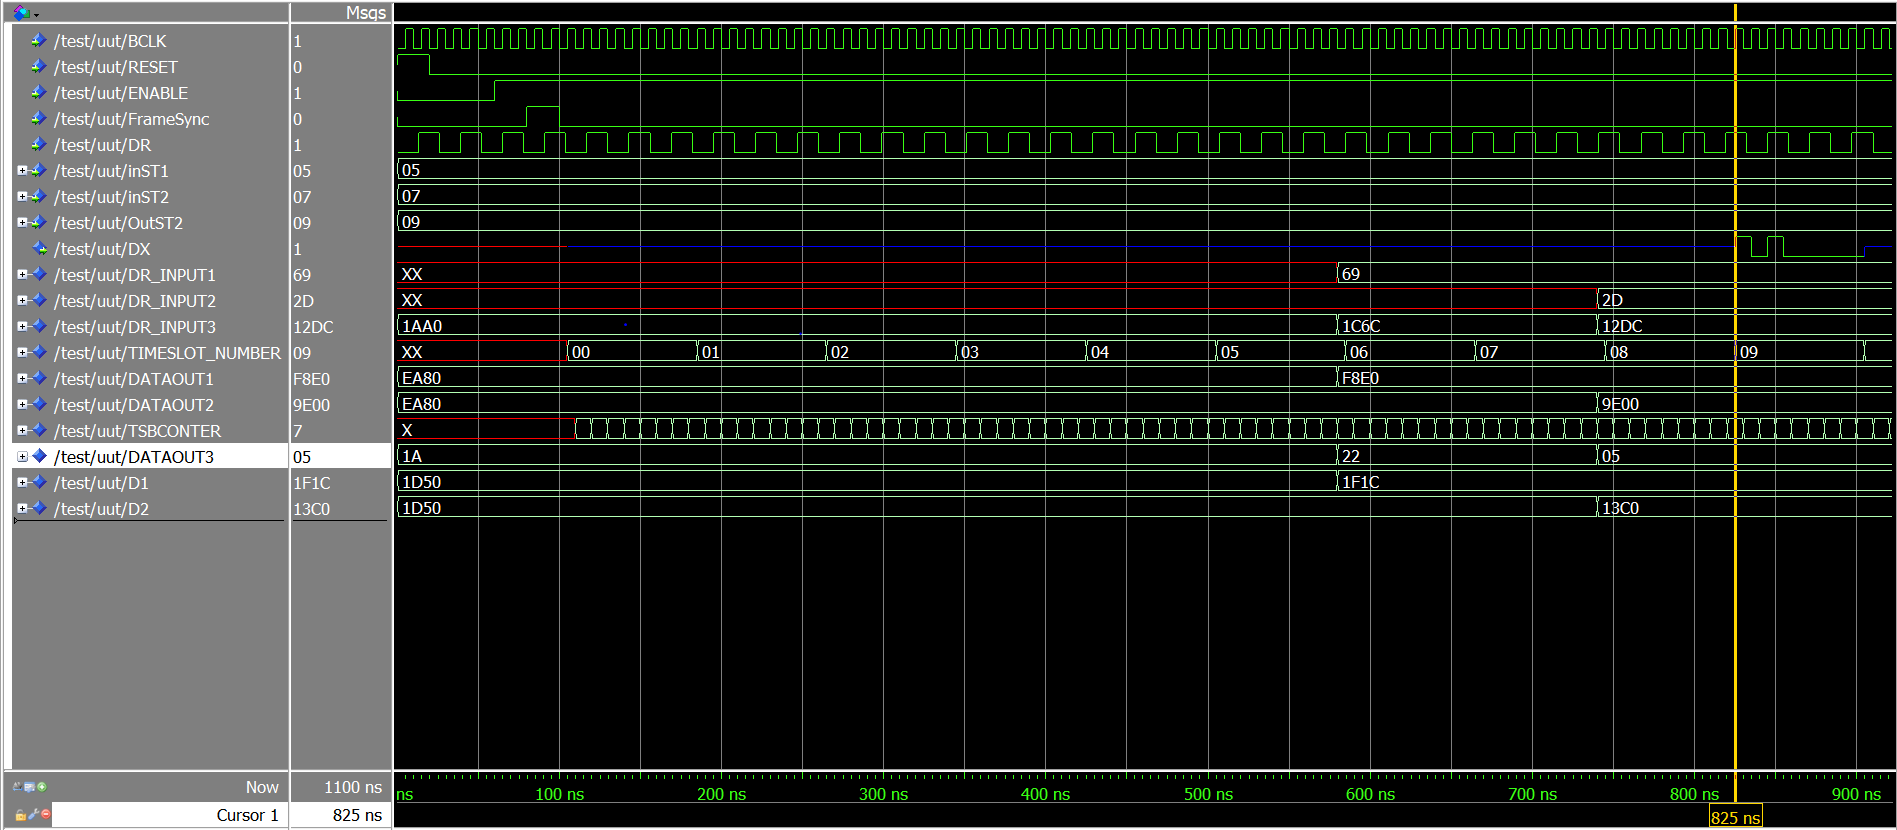 Msgs
/test/uut/BCLK 1
/test/uut/RESET 0
/test/uut/ENABLE 1
/test/uut/FrameSync 0
/test/uut/DR 1
/test/uut/inST1 05 05
/test/uut/inST2 07 07
/test/uut/OutST2 09 09
/test/uut/DX 1
/test/uut/DR_INPUT1 69 XX 69
/test/uut/DR_INPUT2 2D XX 2D
/test/uut/DR_INPUT3 12DC 1AA0 1C6C 12DC
/test/uut/TIMESLOT_NUMBER 09 XX 00 01 02 03 04 05 06 07 08 09
/test/uut/DATAOUT1 F8E0 EA80 F8E0
/test/uut/DATAOUT2 9E00 EA80 9E00
/test/uut/TSBCONTER 7 X
/test/uut/DATAOUT3 05 1A 22 05
/test/uut/D1 1F1C 1D50 1F1C
/test/uut/D2 13C0 1D50 13C0
Now 1100 ns ns 100 ns 200 ns 300 ns 400 ns 500 ns 600 ns 700 ns 800 ns 900 ns
Cursor 1 825 ns 825 ns